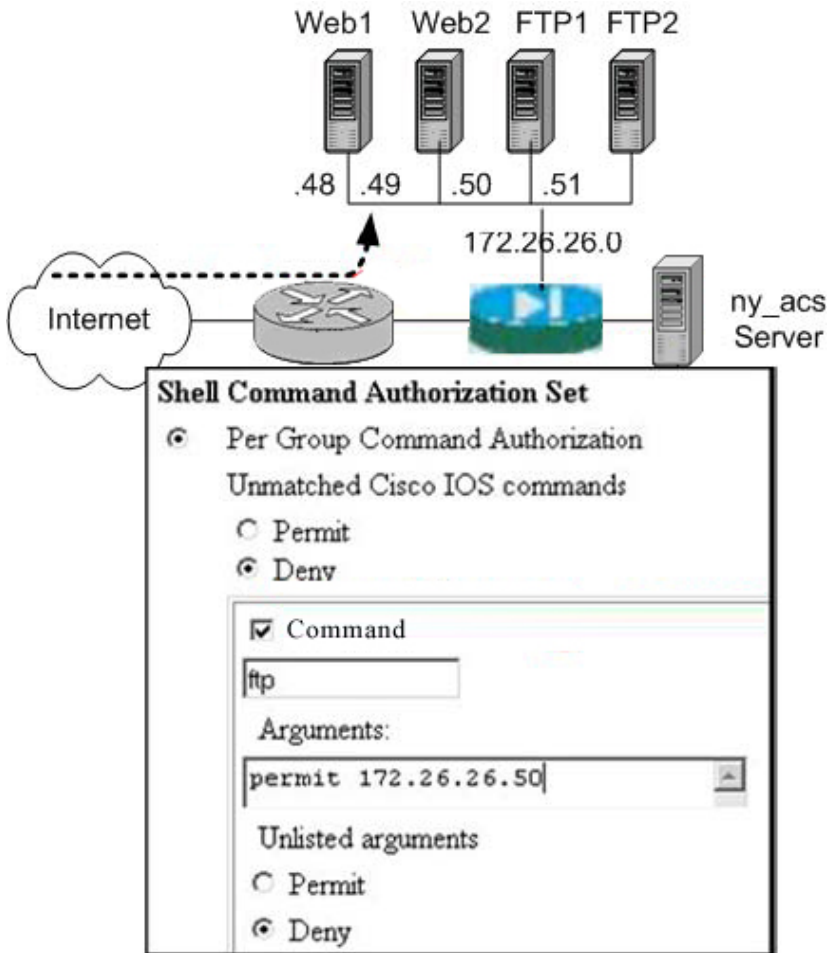 Web1 Web2 FTP1 FTP2
.48 .49 .50 .51
172.26.26.0
Internet
ny_acs
Server
Shell Command Authorization Set
Per Group Command Authorization
Unmatched Cisco IOS commands
Permit
Deny
Command
ftp
Arguments:
permit 172.26.26.50
Unlisted arguments
Permit
Deny